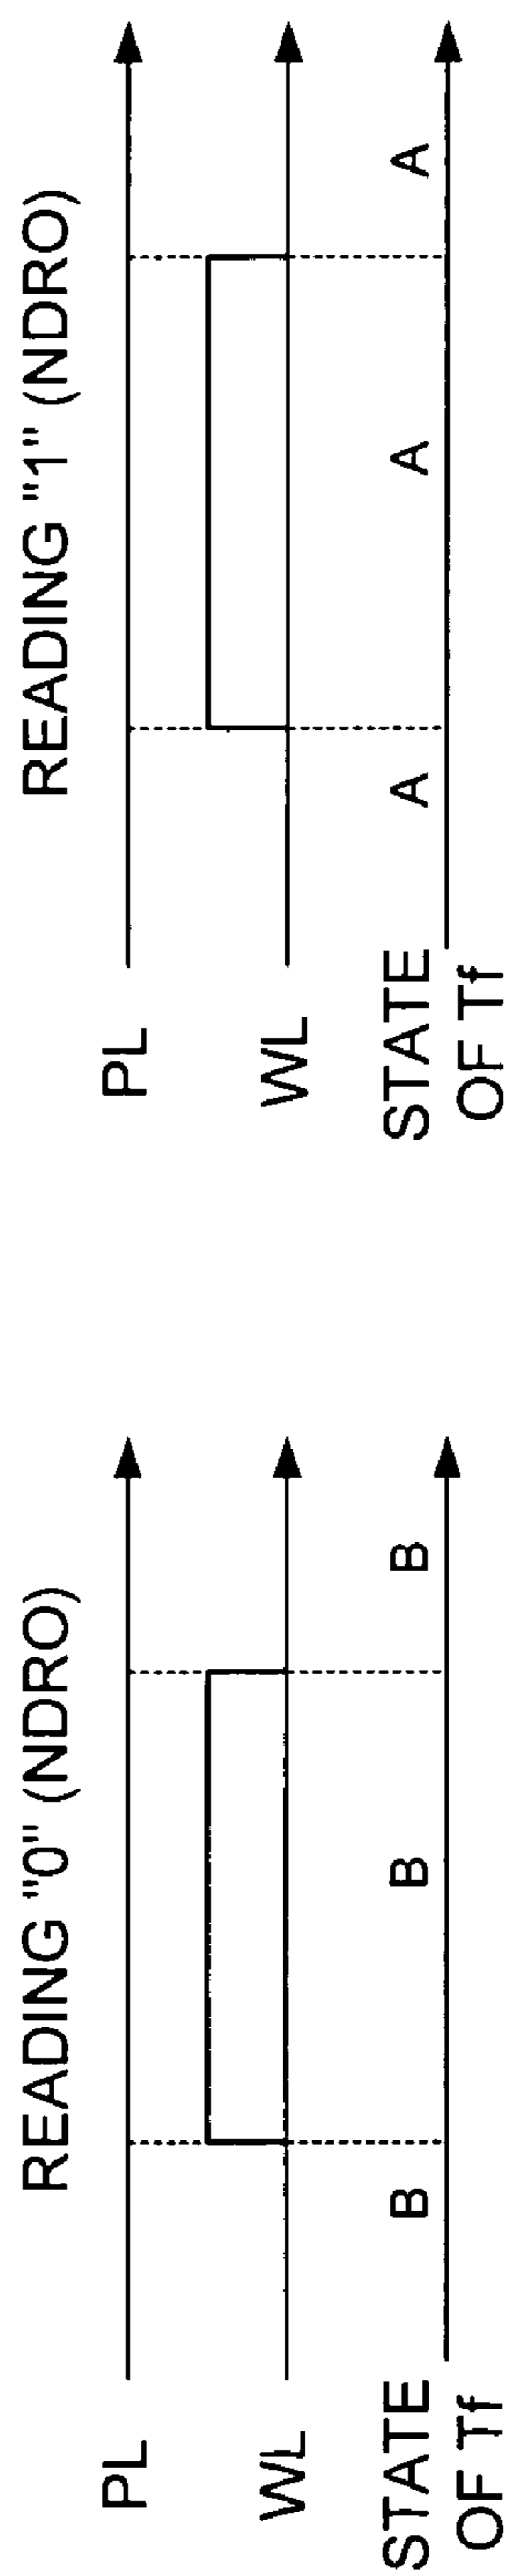 READING "0" (NDRO)
PL
WL
B B B
STATE
OF Tf
READING "1" (NDRO)
PL
WL
A A A
STATE
OF Tf